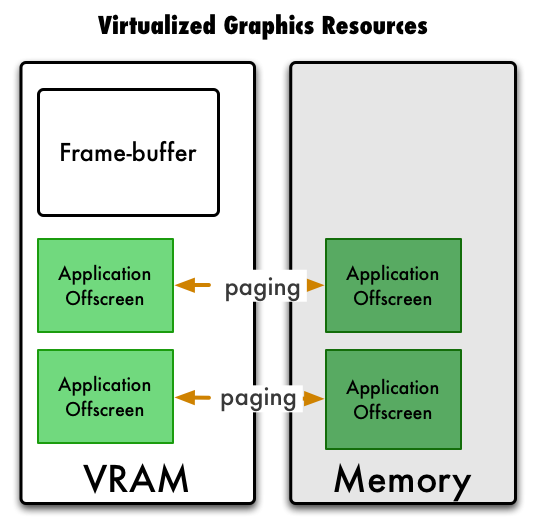 Virtualized Graphics Resources
Frame-buffer
Application
Offscreen
paging
Application
Offscreen
Application
Offscreen
paging
Application
Offscreen
VRAM
Memory